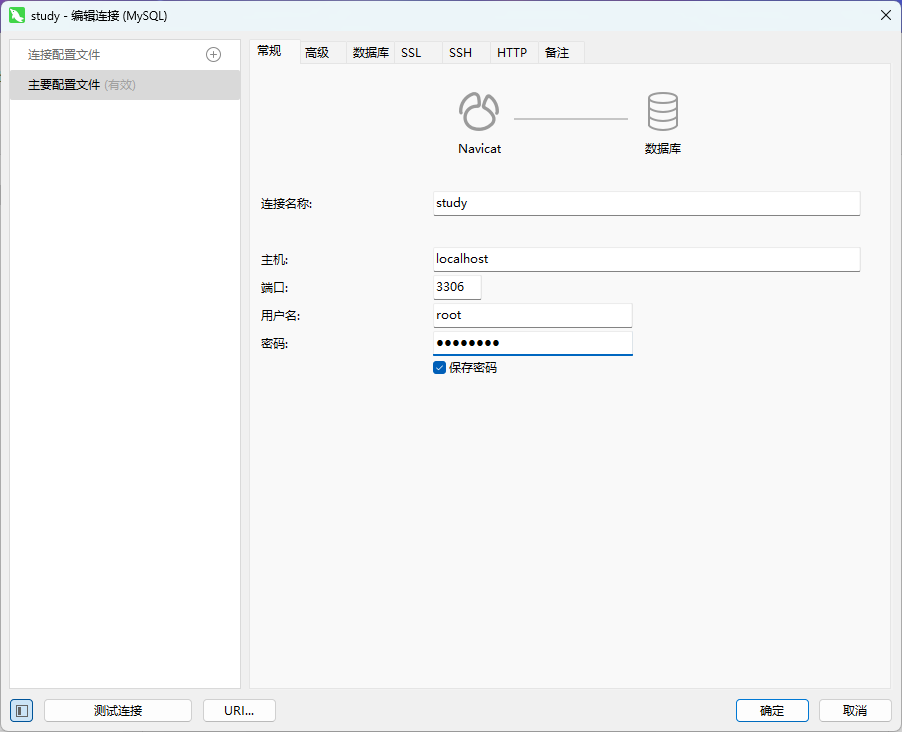 study - 编辑连接 (MySQL)
连接配置文件
主要配置文件 (有效)
常规 高级 数据库 SSL SSH HTTP 备注
Navicat 数据库
连接名称: study
主机: localhost
端口: 3306
用户名: root
密码: ●●●●●●●●
保存密码
测试连接 URI... 确定 取消